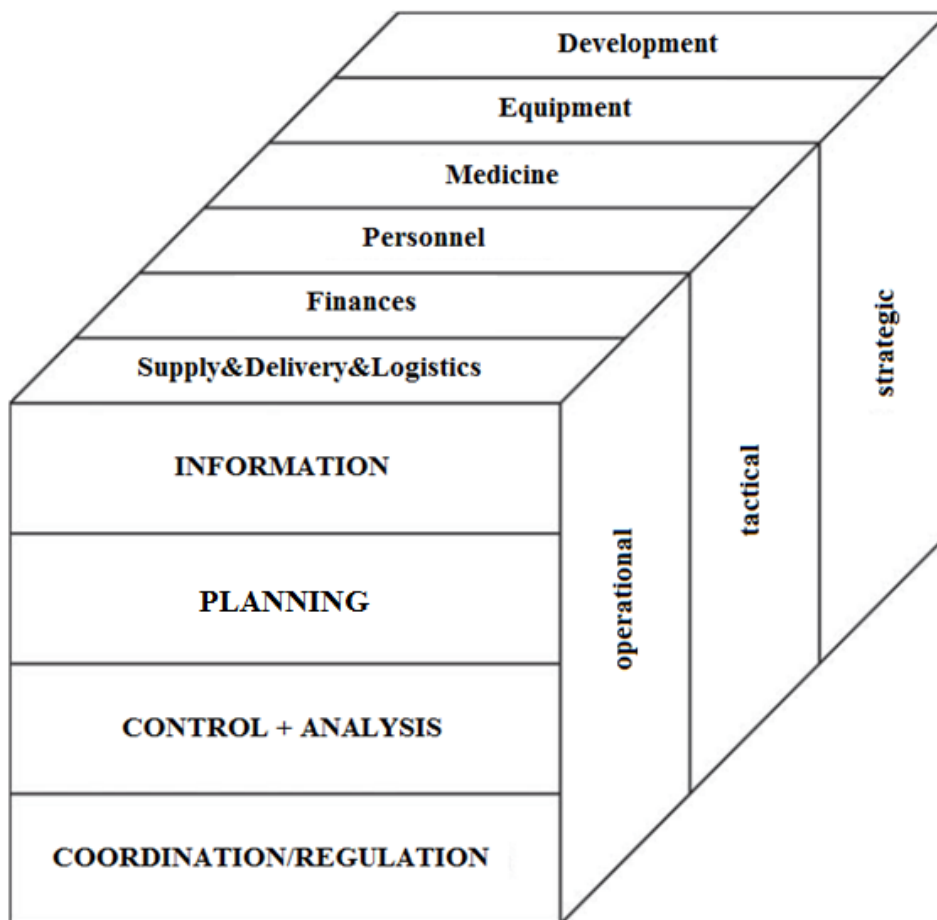 Development
Equipment
Medicine
Personnel
Finances
Supply&Delivery&Logistics
INFORMATION
PLANNING
CONTROL + ANALYSIS
COORDINATION/REGULATION
operational
tactical
strategic